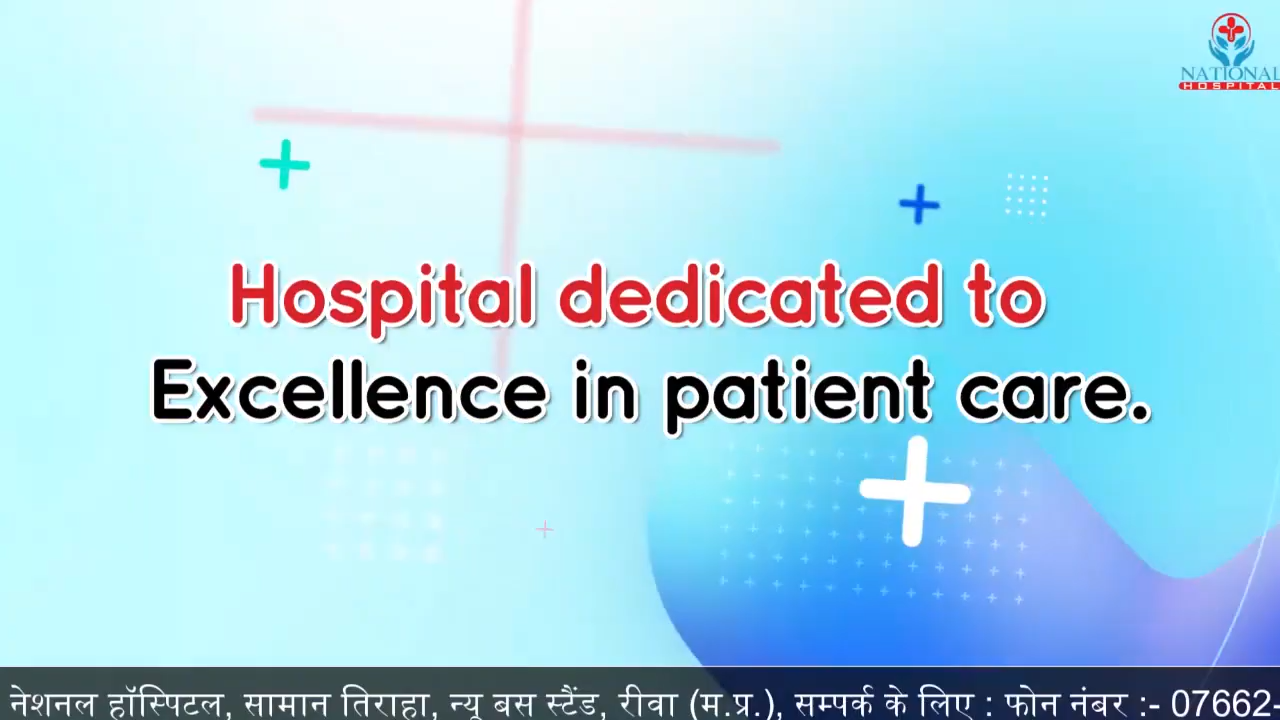 NATIONAL
HOSPITAL
Hospital dedicated to
Excellence in patient care.
नेशनल हॉस्पिटल, सामान तिराहा, न्यू बस स्टैंड, रीवा (म.प्र.), सम्पर्क के लिए : फोन नंबर :- 07662-